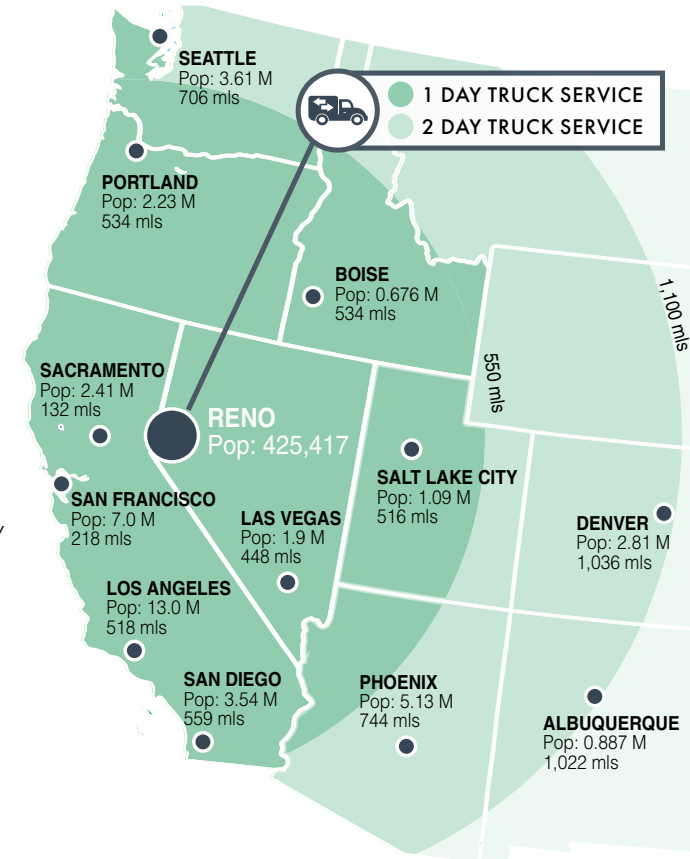 SEATTLE
Pop: 3.61 M
706 mls
1 DAY TRUCK SERVICE
2 DAY TRUCK SERVICE
PORTLAND
Pop: 2.23 M
534 mls
BOISE
Pop: 0.676 M
534 mls
1,100 mls
550 mls
SACRAMENTO
Pop: 2.41 M
132 mls
RENO
Pop: 425,417
SALT LAKE CITY
Pop: 1.09 M
516 mls
SAN FRANCISCO
Pop: 7.0 M
218 mls
LAS VEGAS
Pop: 1.9 M
448 mls
DENVER
Pop: 2.81 M
1,036 mls
LOS ANGELES
Pop: 13.0 M
518 mls
SAN DIEGO
Pop: 3.54 M
559 mls
PHOENIX
Pop: 5.13 M
744 mls
ALBUQUERQUE
Pop: 0.887 M
1,022 mls